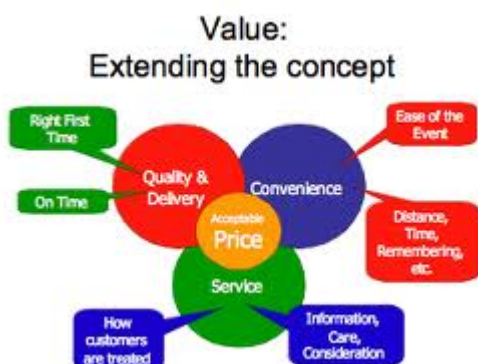 Value:
Extending the concept
Right First
Time
Ease of the
Event
Quality &
Delivery
Convenience
On Time
Acceptable
Price
Distance,
Time,
Remembering,
etc.
Service
How
customers
are treated
Information,
Care,
Consideration